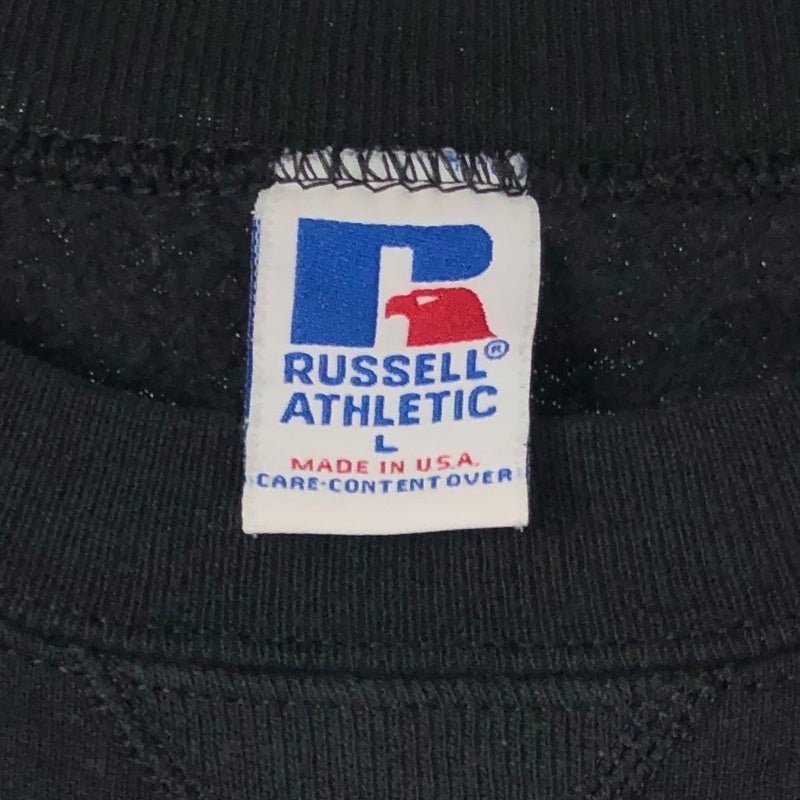 RUSSELL®
ATHLETIC
L
MADE IN U.S.A.
CARE-CONTENT OVER